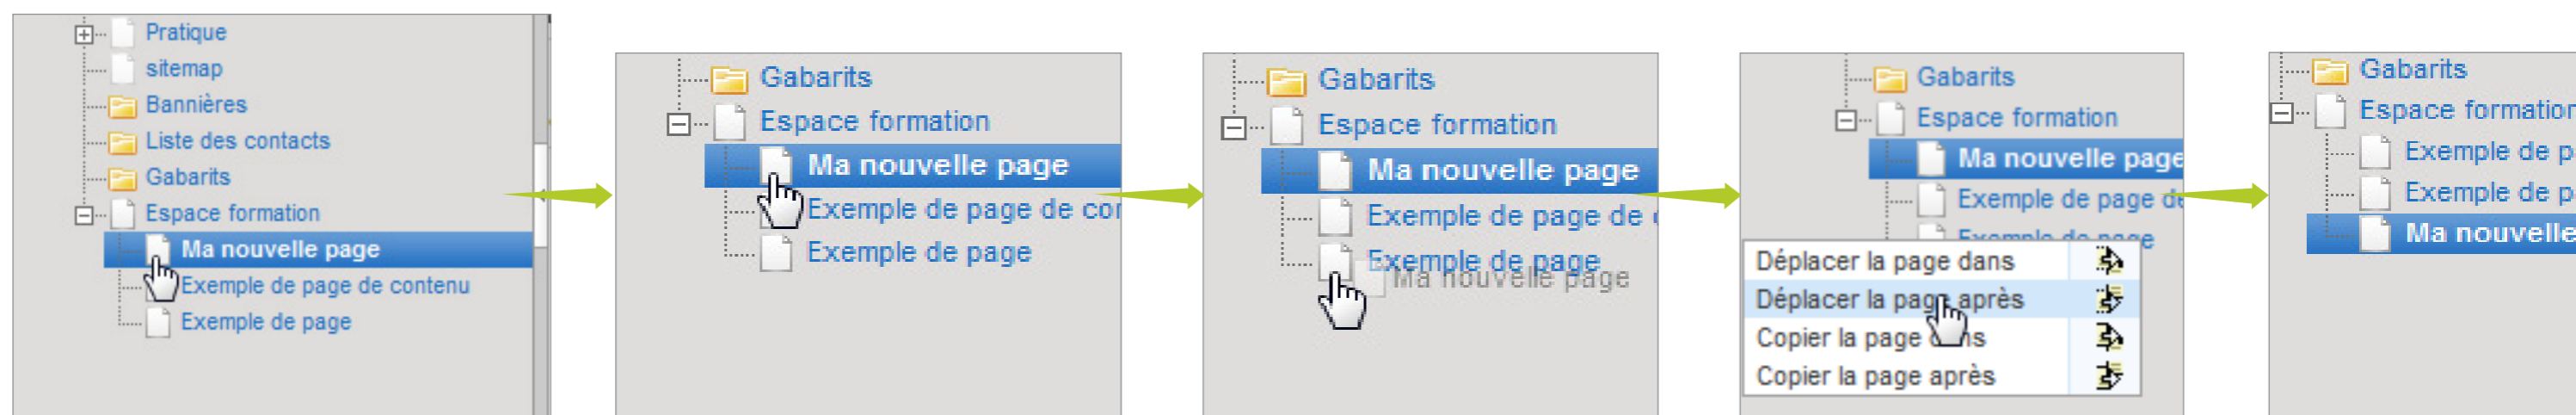 Pratique
sitemap
Bannières
Liste des contacts
Gabarits
Espace formation
Ma nouvelle page
Exemple de page de contenu
Exemple de page
Gabarits
Espace formation
Ma nouvelle page
Exemple de page de con
Exemple de page
Gabarits
Espace formation
Ma nouvelle page
Exemple de page de
Exemple de page
Ma nouvelle page
Gabarits
Espace formation
Ma nouvelle page
Exemple de page de
Exemple de page
Déplacer la page dans
Déplacer la page après
Copier la page dans
Copier la page après
Gabarits
Espace formation
Exemple de p
Exemple de p
Ma nouvelle